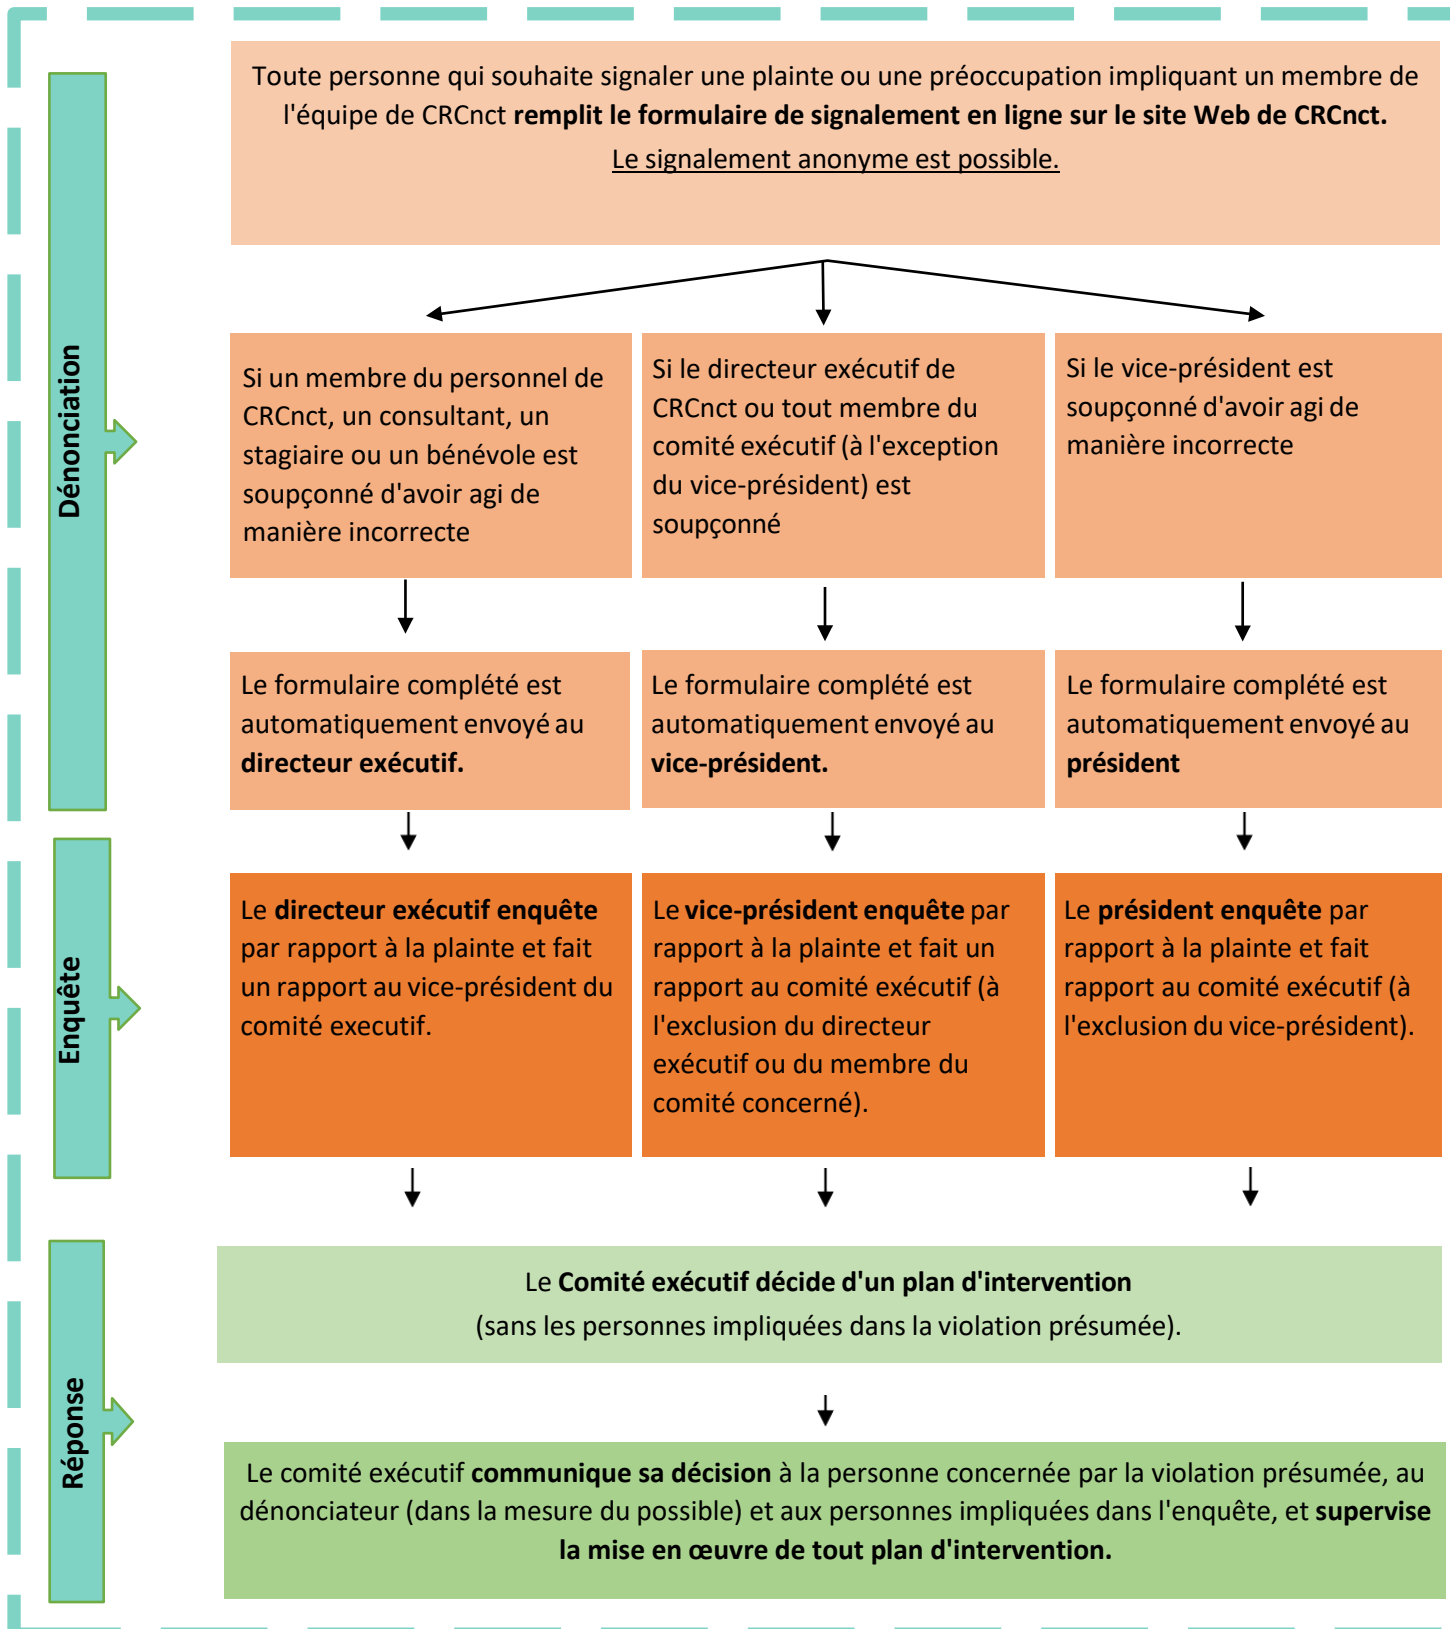 Toute personne qui souhaite signaler une plainte ou une préoccupation impliquant un membre de
l'équipe de CRCnct remplit le formulaire de signalement en ligne sur le site Web de CRCnct.
Le signalement anonyme est possible.
Dénonciation
Si un membre du personnel de
CRCnct, un consultant, un
stagiaire ou un bénévole est
soupçonné d'avoir agi de
manière incorrecte
Si le directeur exécutif de
CRCnct ou tout membre du
comité exécutif (à l'exception
du vice-président) est
soupçonné
Si le vice-président est
soupçonné d'avoir agi de
manière incorrecte
Le formulaire complété est
automatiquement envoyé au
directeur exécutif.
Le formulaire complété est
automatiquement envoyé au
vice-président.
Le formulaire complété est
automatiquement envoyé au
président
Enquête
Le directeur exécutif enquête
par rapport à la plainte et fait
un rapport au vice-président du
comité executif.
Le vice-président enquête par
rapport à la plainte et fait un
rapport au comité exécutif (à
l'exclusion du directeur
exécutif ou du membre du
comité concerné).
Le président enquête par
rapport à la plainte et fait
rapport au comité exécutif (à
l'exclusion du vice-président).
Réponse
Le Comité exécutif décide d'un plan d'intervention
(sans les personnes impliquées dans la violation présumée).
Le comité exécutif communique sa décision à la personne concernée par la violation présumée, au
dénonciateur (dans la mesure du possible) et aux personnes impliquées dans l'enquête, et supervise
la mise en œuvre de tout plan d'intervention.